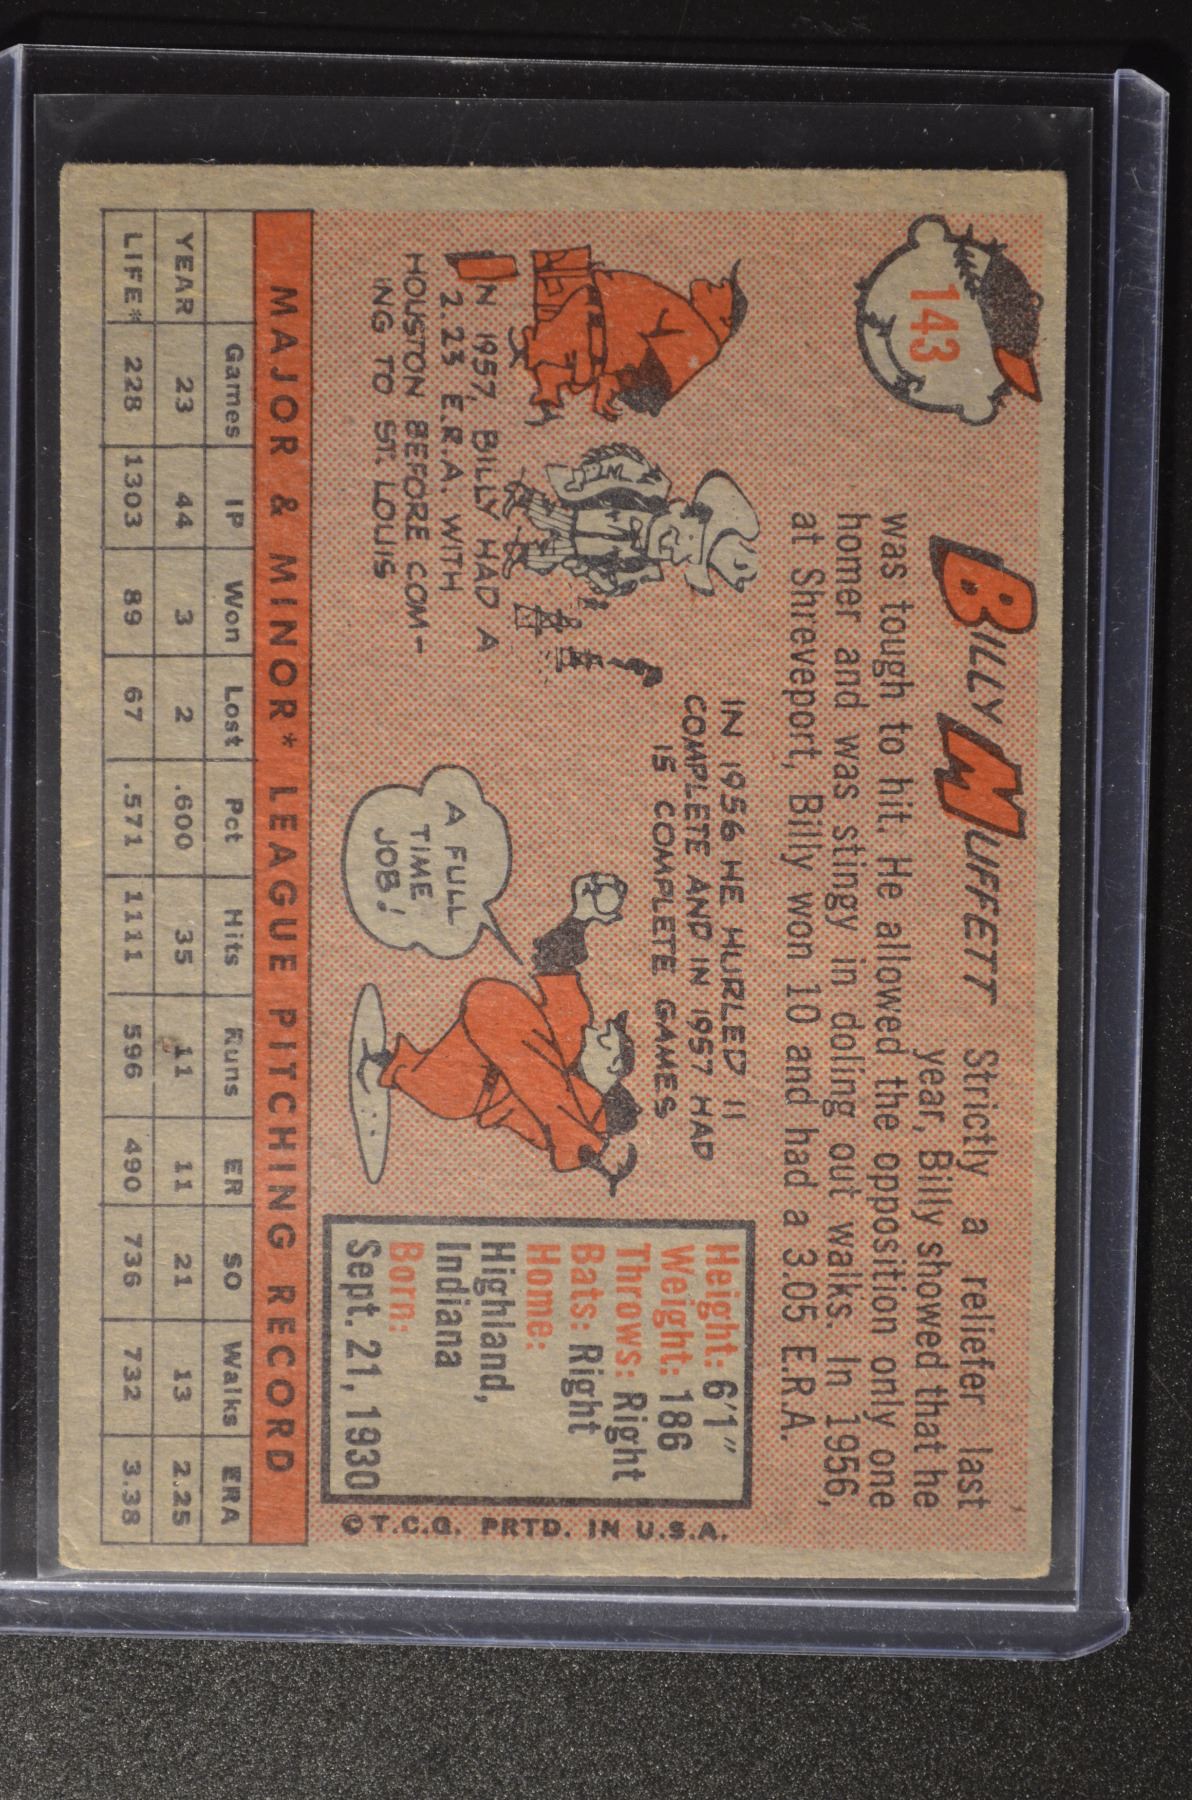 143
BILLY MUFFETT Strictly a reliefer last
year, Billy showed that he
was tough to hit. He allowed the opposition only one
homer and was stingy in doling out walks. In 1956,
at Shreveport, Billy won 10 and had a 3.05 E.R.A.
IN 1957, BILLY HAD A
2.23 E.R.A. WITH
HOUSTON BEFORE COM-
ING TO ST. LOUIS
IN 1956 HE HURLED 11
COMPLETE AND IN 1957 HAD
15 COMPLETE GAMES
A FULL
TIME
JOB!
Height: 6'1"
Weight: 186
Throws: Right
Bats: Right
Home:
Highland,
Indiana
Born:
Sept. 21, 1930
©T.C.G. PRTD. IN U.S.A.
MAJOR & MINOR* LEAGUE PITCHING RECORD
Games IP Won Lost Pct Hits Runs ER SO Walks ERA
YEAR 23 44 3 2 .600 35 11 11 21 13 2.25
LIFE* 228 1303 89 67 .571 1111 596 490 736 732 3.38